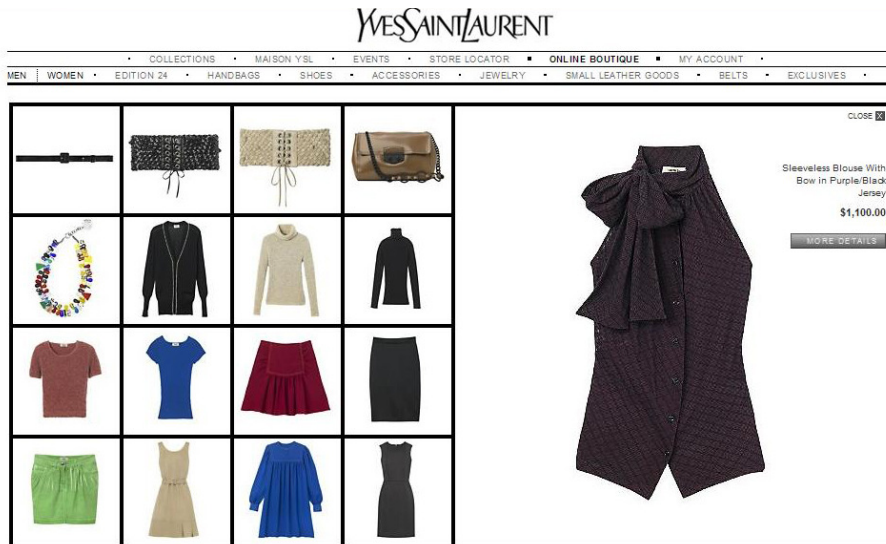 YVESSAINTLAURENT
COLLECTIONS · MAISON YSL · EVENTS · STORE LOCATOR ▪ ONLINE BOUTIQUE ▪ MY ACCOUNT
MEN WOMEN · EDITION 24 · HANDBAGS · SHOES · ACCESSORIES · JEWELRY · SMALL LEATHER GOODS · BELTS · EXCLUSIVES
CLOSE X
Sleeveless Blouse With
Bow in Purple/Black
Jersey
$1,100.00
MORE DETAILS